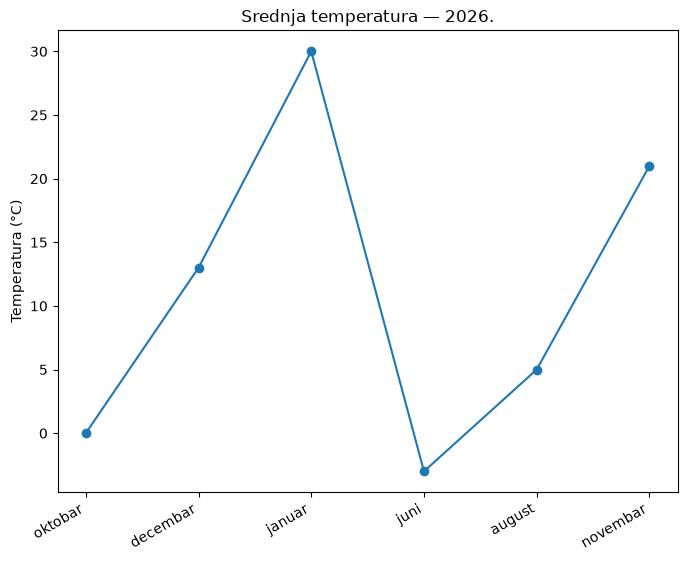 Srednja temperatura — 2026.
Temperatura (°C)
30
25
20
15
10
5
0
oktobar
decembar
januar
juni
august
novembar